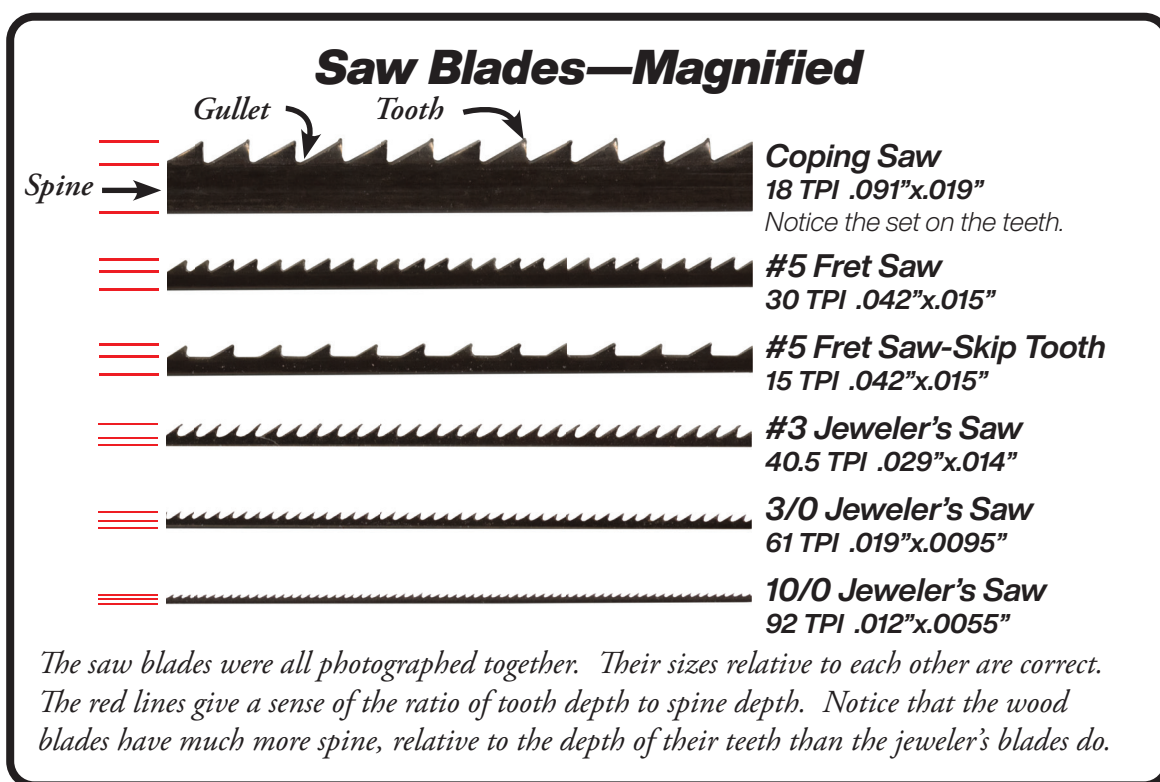 Saw Blades—Magnified
Gullet
Tooth
Spine
Coping Saw
18 TPI .091”x.019”
Notice the set on the teeth.
#5 Fret Saw
30 TPI .042”x.015”
#5 Fret Saw-Skip Tooth
15 TPI .042”x.015”
#3 Jeweler’s Saw
40.5 TPI .029”x.014”
3/0 Jeweler’s Saw
61 TPI .019”x.0095”
10/0 Jeweler’s Saw
92 TPI .012”x.0055”
The saw blades were all photographed together. Their sizes relative to each other are correct.
The red lines give a sense of the ratio of tooth depth to spine depth. Notice that the wood
blades have much more spine, relative to the depth of their teeth than the jeweler’s blades do.